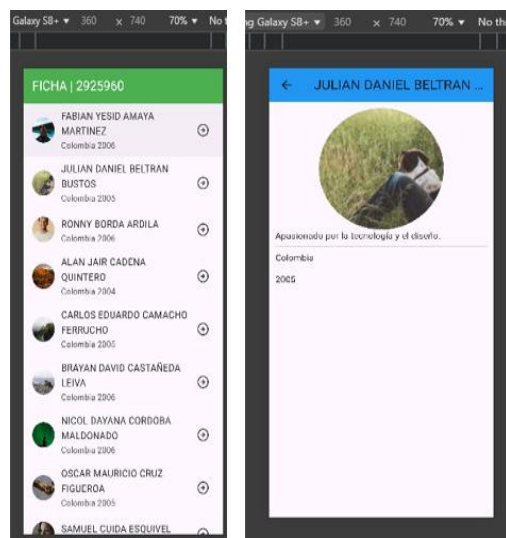 Galaxy S8+ ▼ 360 x 740 70% ▼ No t
FICHA | 2925960
FABIAN YESID AMAYA
MARTINEZ
Colombia 2006
JULIAN DANIEL BELTRAN
BUSTOS
Colombia 2005
RONNY BORDA ARDILA
Colombia 2006
ALAN JAIR CADENA
QUINTERO
Colombia 2004
CARLOS EDUARDO CAMACHO
FERRUCHO
Colombia 2005
BRAYAN DAVID CASTAÑEDA
LEIVA
Colombia 2006
NICOL DAYANA CORDOBA
MALDONADO
Colombia 2006
OSCAR MAURICIO CRUZ
FIGUEROA
Colombia 2005
SAMUEL CUIDA ESQUIVEL
ng Galaxy S8+ ▼ 360 x 740 70% ▼ No th
JULIAN DANIEL BELTRAN ...
Apasionado por la tecnología y el diseño.
Colombia
2005